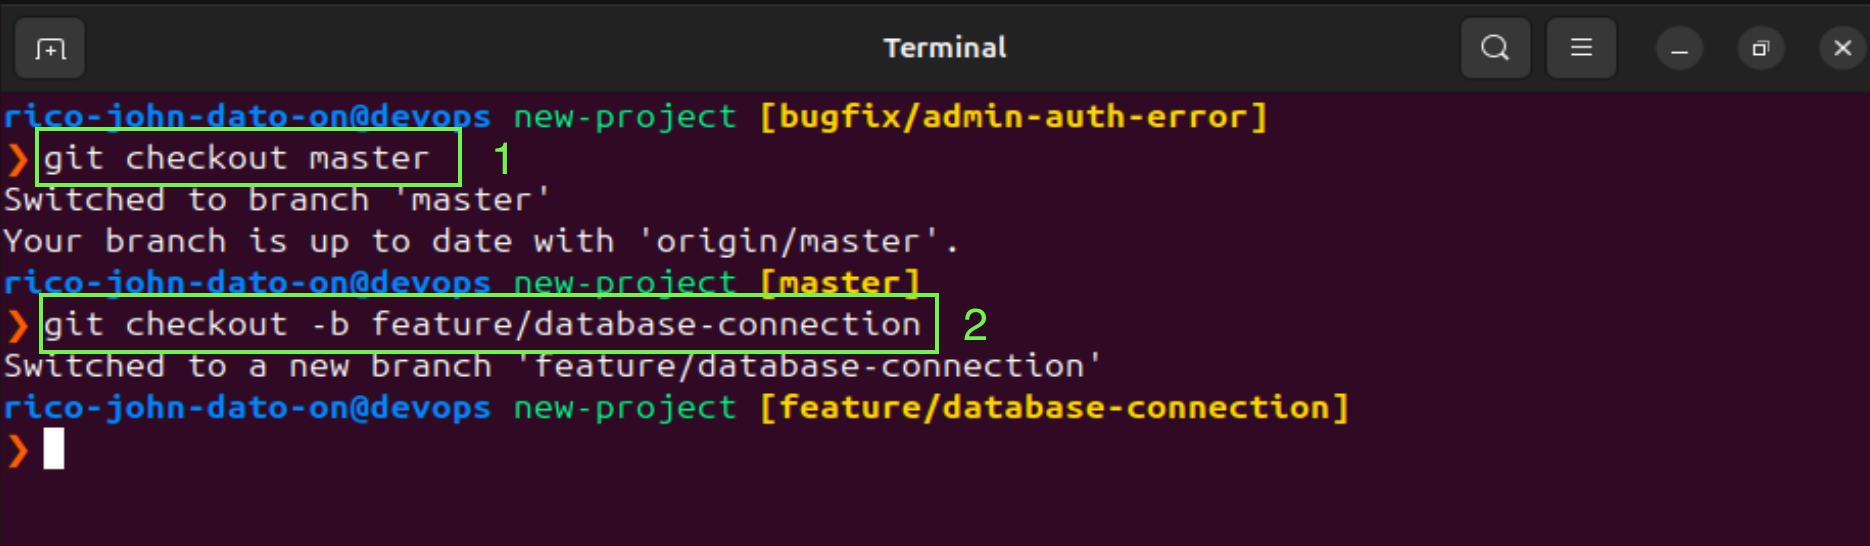 Terminal
rico-john-dato-on@devops new-project [bugfix/admin-auth-error]
❯ git checkout master 1
Switched to branch 'master'
Your branch is up to date with 'origin/master'.
rico-john-dato-on@devops new-project [master]
❯ git checkout -b feature/database-connection 2
Switched to a new branch 'feature/database-connection'
rico-john-dato-on@devops new-project [feature/database-connection]
❯